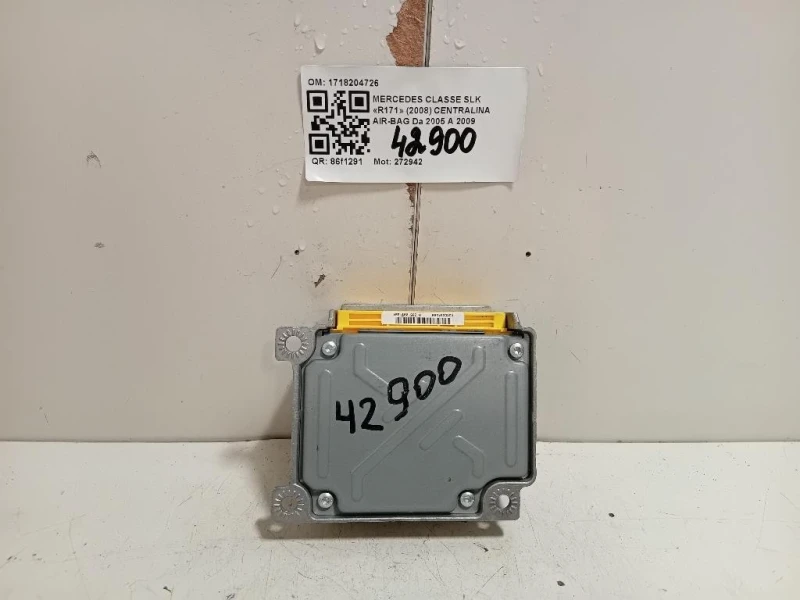 OM: 1718204726
MERCEDES CLASSE SLK
«R171» (2008) CENTRALINA
AIR-BAG Da 2005 A 2009
42900
QR: 86f1291 Mot: 272942
42900